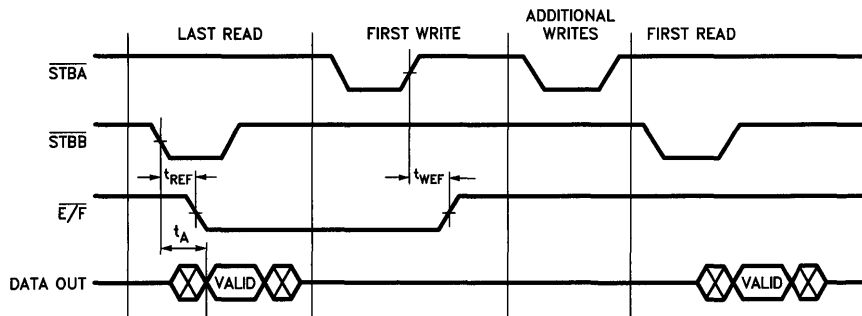 LAST READ
FIRST WRITE
ADDITIONAL
WRITES
FIRST READ
STBA
STBB
tREF
tWEF
E/F
tA
DATA OUT
VALID
VALID